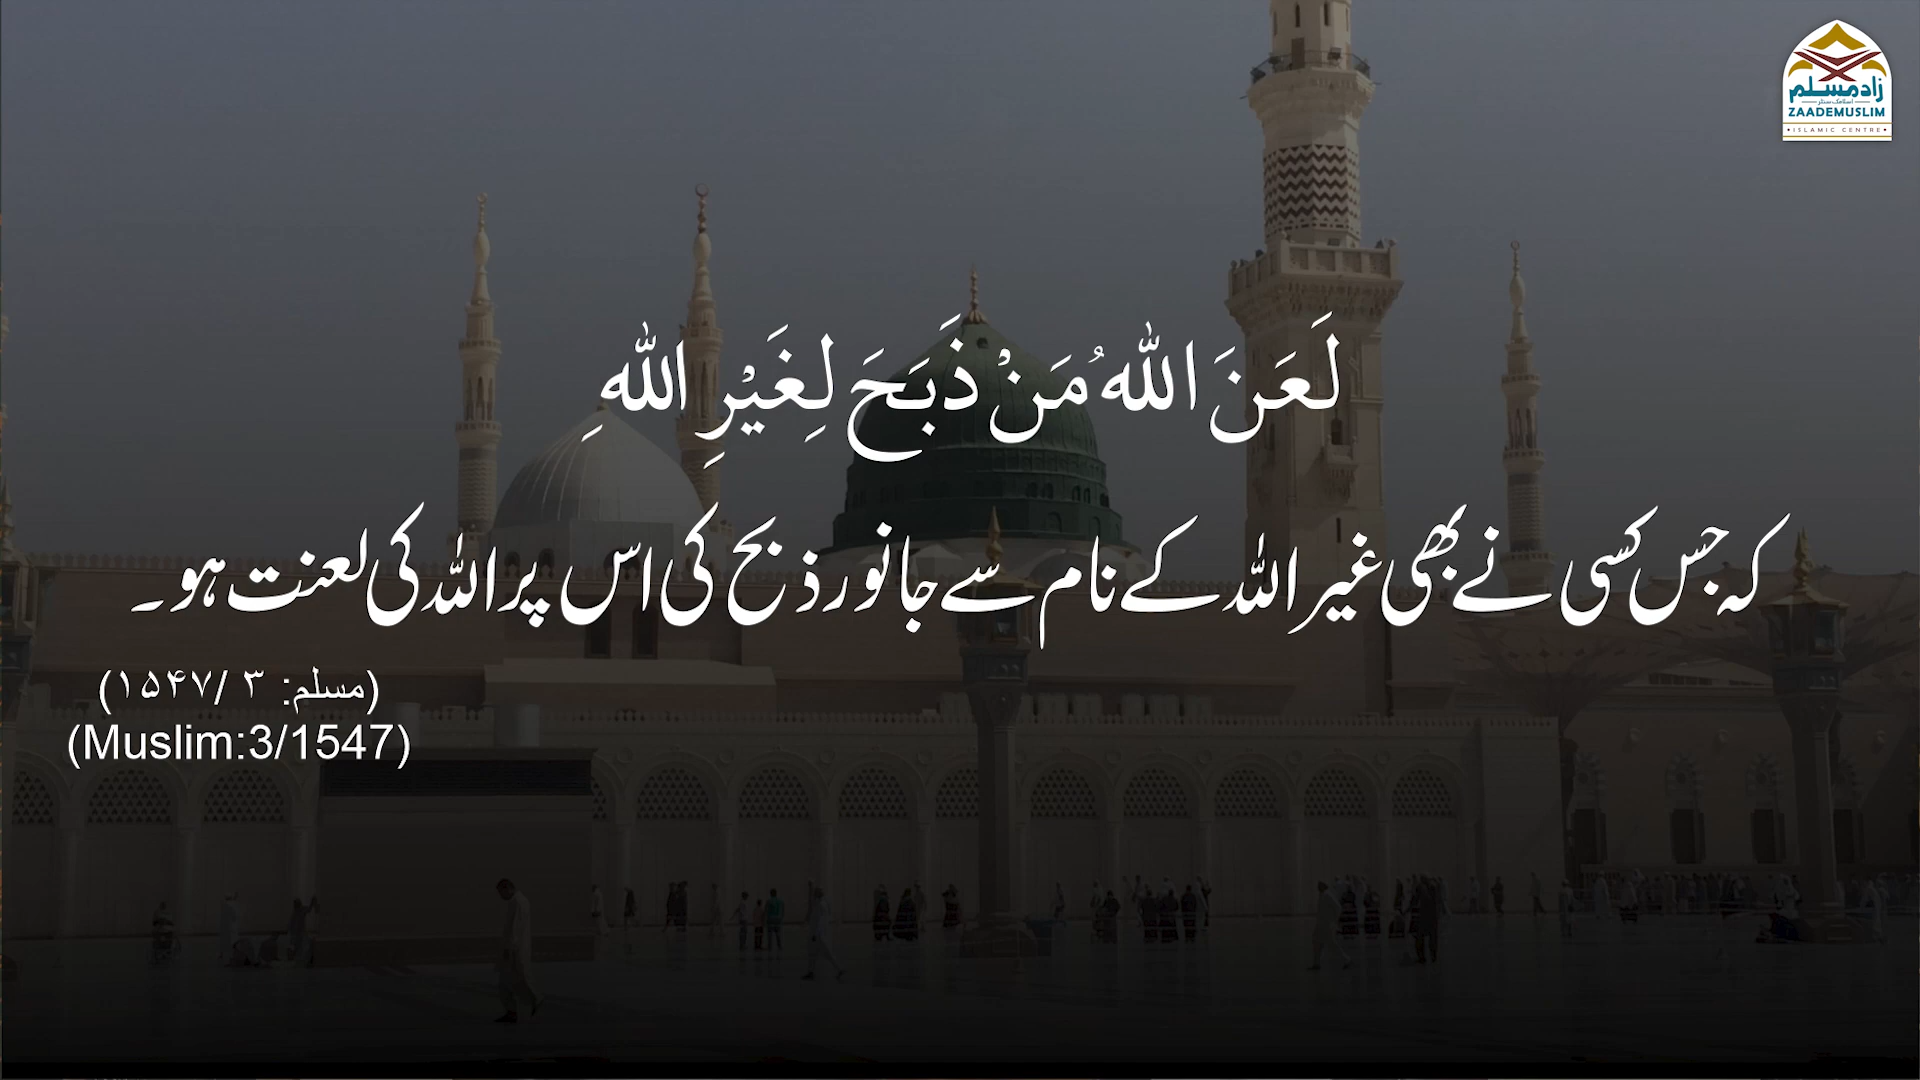 زادمسلم
اسلامک سنٹر
ZAADEMUSLIM
• ISLAMIC CENTRE •
لَعَنَ اللهُ مَنْ ذَبَحَ لِغَيْرِ اللهِ
کہ جس کسی نے بھی غیر اللہ کے نام سے جانور ذبح کی اس پر اللہ کی لعنت ہو۔
(مسلم: ۳ /۱۵۴۷)
(Muslim:3/1547)